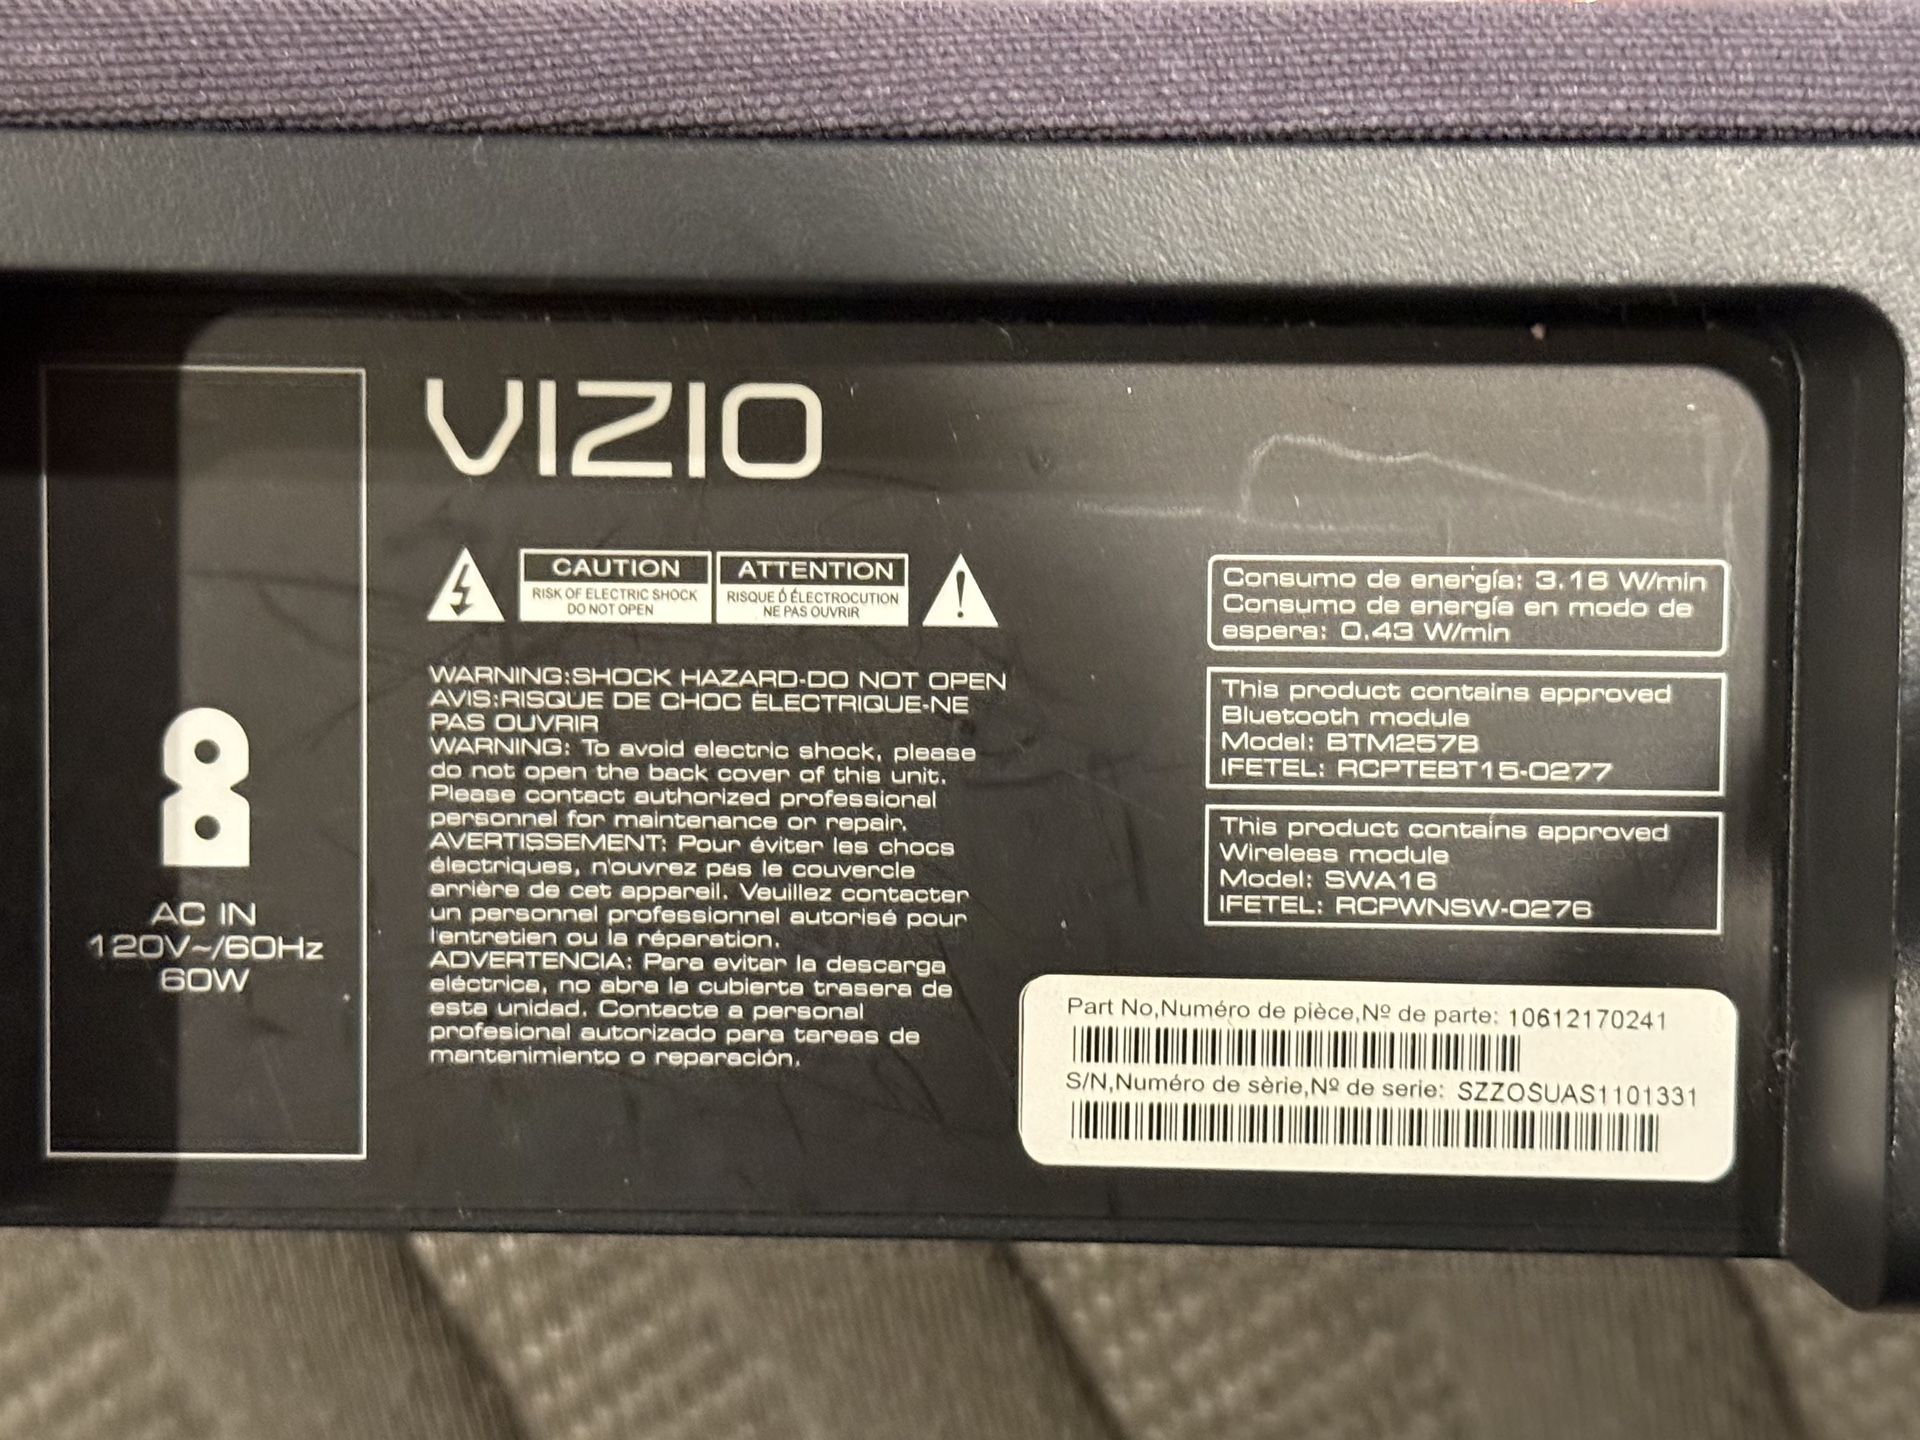 VIZIO
CAUTION
RISK OF ELECTRIC SHOCK
DO NOT OPEN
ATTENTION
RISQUE Ó ÉLECTROCUTION
NE PAS OUVRIR
WARNING:SHOCK HAZARD-DO NOT OPEN
AVIS:RISQUE DE CHOC ÉLECTRIQUE-NE
PAS OUVRIR
WARNING: To avoid electric shock, please
do not open the back cover of this unit.
Please contact authorized professional
personnel for maintenance or repair.
AVERTISSEMENT: Pour éviter les chocs
électriques, n'ouvrez pas le couvercle
arrière de cet appareil. Veuillez contacter
un personnel professionnel autorisé pour
l'entretien ou la réparation.
ADVERTENCIA: Para evitar la descarga
eléctrica, no abra la cubierta trasera de
esta unidad. Contacte a personal
profesional autorizado para tareas de
mantenimiento o reparación.
AC IN
120V~/60Hz
60W
Consumo de energía: 3.16 W/min
Consumo de energía en modo de
espera: 0.43 W/min
This product contains approved
Bluetooth module
Model: BTM257B
IFETEL: RCPTEBT15-0277
This product contains approved
Wireless module
Model: SWA16
IFETEL: RCPWNSW-0276
Part No,Numéro de pièce,Nº de parte: 10612170241
S/N,Numéro de sèrie,Nº de serie: SZZOSUAS1101331